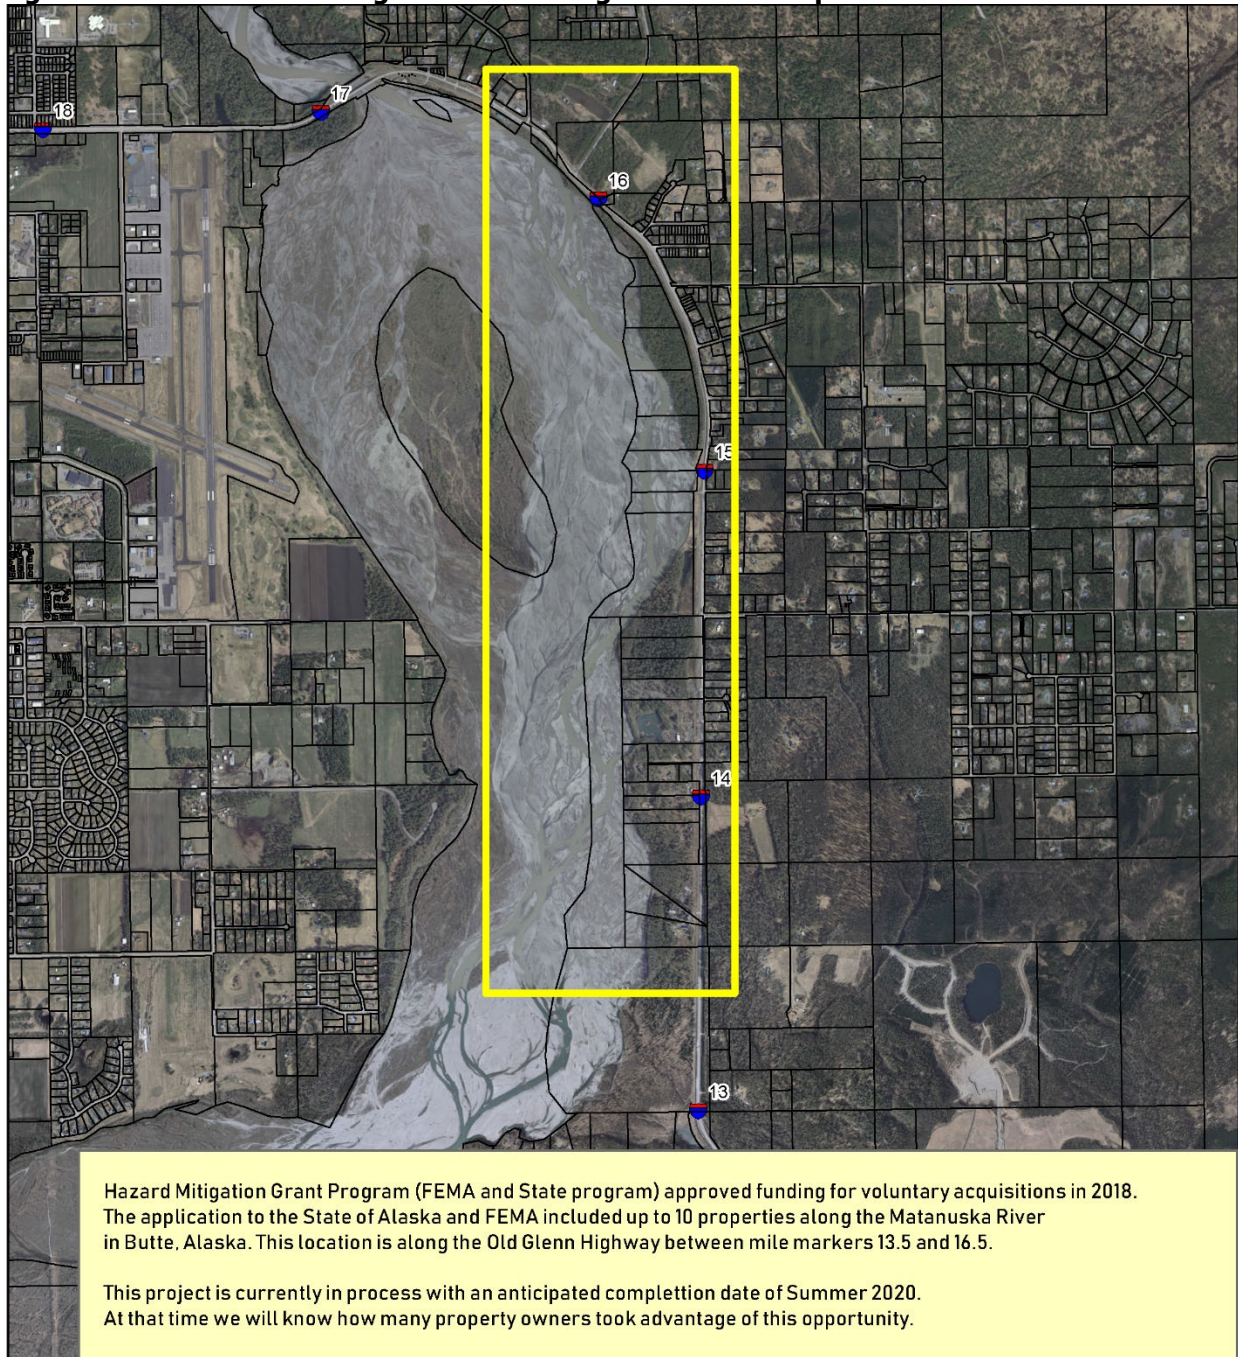 17
18
16
15
14
13
Hazard Mitigation Grant Program (FEMA and State program) approved funding for voluntary acquisitions in 2018.
The application to the State of Alaska and FEMA included up to 10 properties along the Matanuska River
in Butte, Alaska. This location is along the Old Glenn Highway between mile markers 13.5 and 16.5.
This project is currently in process with an anticipated complettion date of Summer 2020.
At that time we will know how many property owners took advantage of this opportunity.